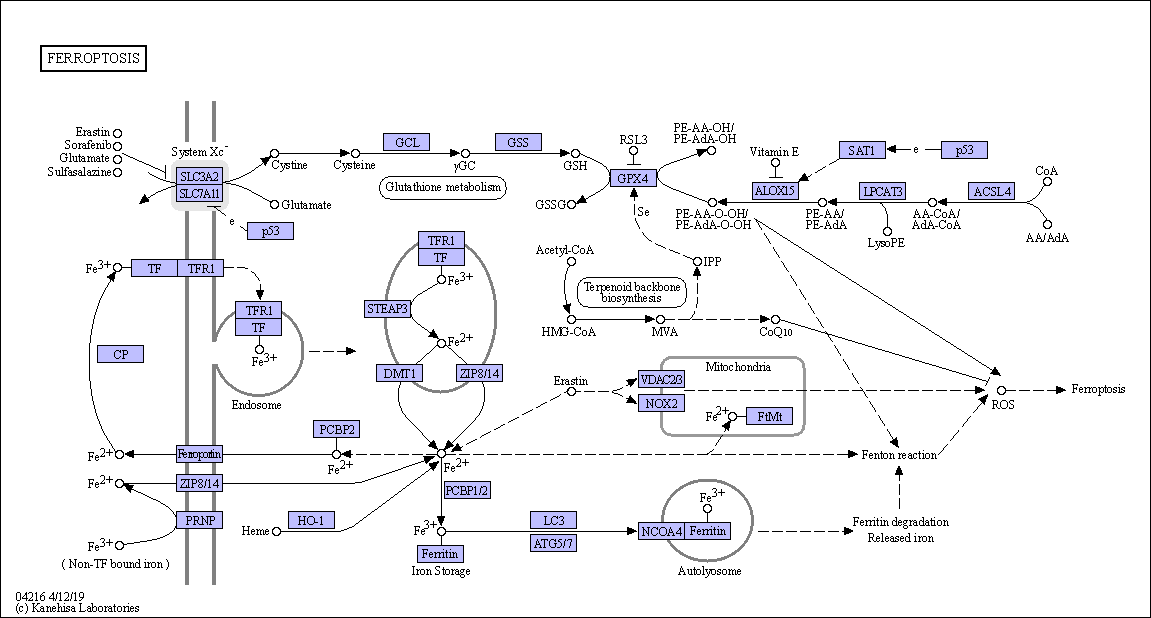 FERROPTOSIS
Erastin
Sorafenib
Glutamate
Sulfasalazine
System Xc-
SLC3A2
SLC7A11
e
p53
Cystine
Glutamate
Cysteine
GCL
γGC
GSS
GSH
GSSG
Glutathione metabolism
RSL3
GPX4
Se
PE-AA-OH/
PE-AdA-OH
PE-AA-O-OH/
PE-AdA-O-OH
Vitamin E
ALOX15
SAT1
e
p53
PE-AA/
PE-AdA
LPCAT3
LysoPE
AA-CoA/
AdA-CoA
ACSL4
CoA
AA/AdA
Fe3+
TF
TFR1
TFR1
TF
Fe3+
Endosome
CP
TFR1
TF
Fe3+
STEAP3
Fe2+
DMT1
ZIP8/14
Acetyl-CoA
Terpenoid backbone
biosynthesis
HMG-CoA
MVA
IPP
CoQ10
Erastin
VDAC2/3
NOX2
Mitochondria
Fe2+
FtMt
ROS
Ferroptosis
Fe2+
Ferroportin
PCBP2
Fe2+
Fe2+
Fenton reaction
Fe2+
ZIP8/14
PRNP
Fe3+
( Non-TF bound iron )
Heme
HO-1
PCBP1/2
Fe3+
Ferritin
Iron Storage
LC3
ATG5/7
Fe3+
NCOA4
Ferritin
Autolyosome
Ferritin degradation
Released iron
04216 4/12/19
(c) Kanehisa Laboratories